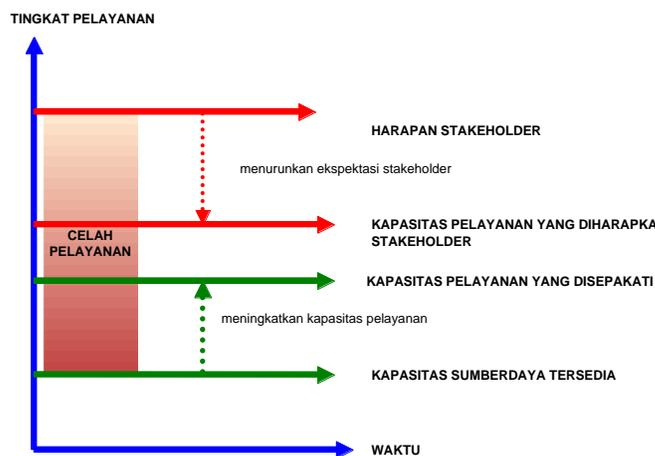 TINGKAT PELAYANAN
HARAPAN STAKEHOLDER
menurunkan ekspektasi stakeholder
KAPASITAS PELAYANAN YANG DIHARAPKA
STAKEHOLDER
CELAH
PELAYANAN
KAPASITAS PELAYANAN YANG DISEPAKATI
meningkatkan kapasitas pelayanan
KAPASITAS SUMBERDAYA TERSEDIA
WAKTU